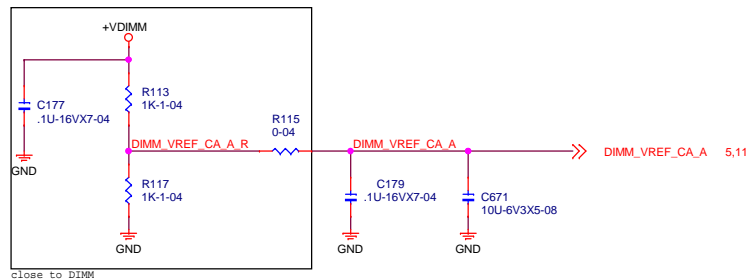 +VDIMM
R113
1K-1-04
C177
.1U-16VX7-04
R115
0-04
DIMM_VREF_CA_A_R
DIMM_VREF_CA_A
DIMM_VREF_CA_A 5,11
GND
R117
1K-1-04
C179
.1U-16VX7-04
C671
10U-6V3X5-08
GND
GND
GND
close to DIMM